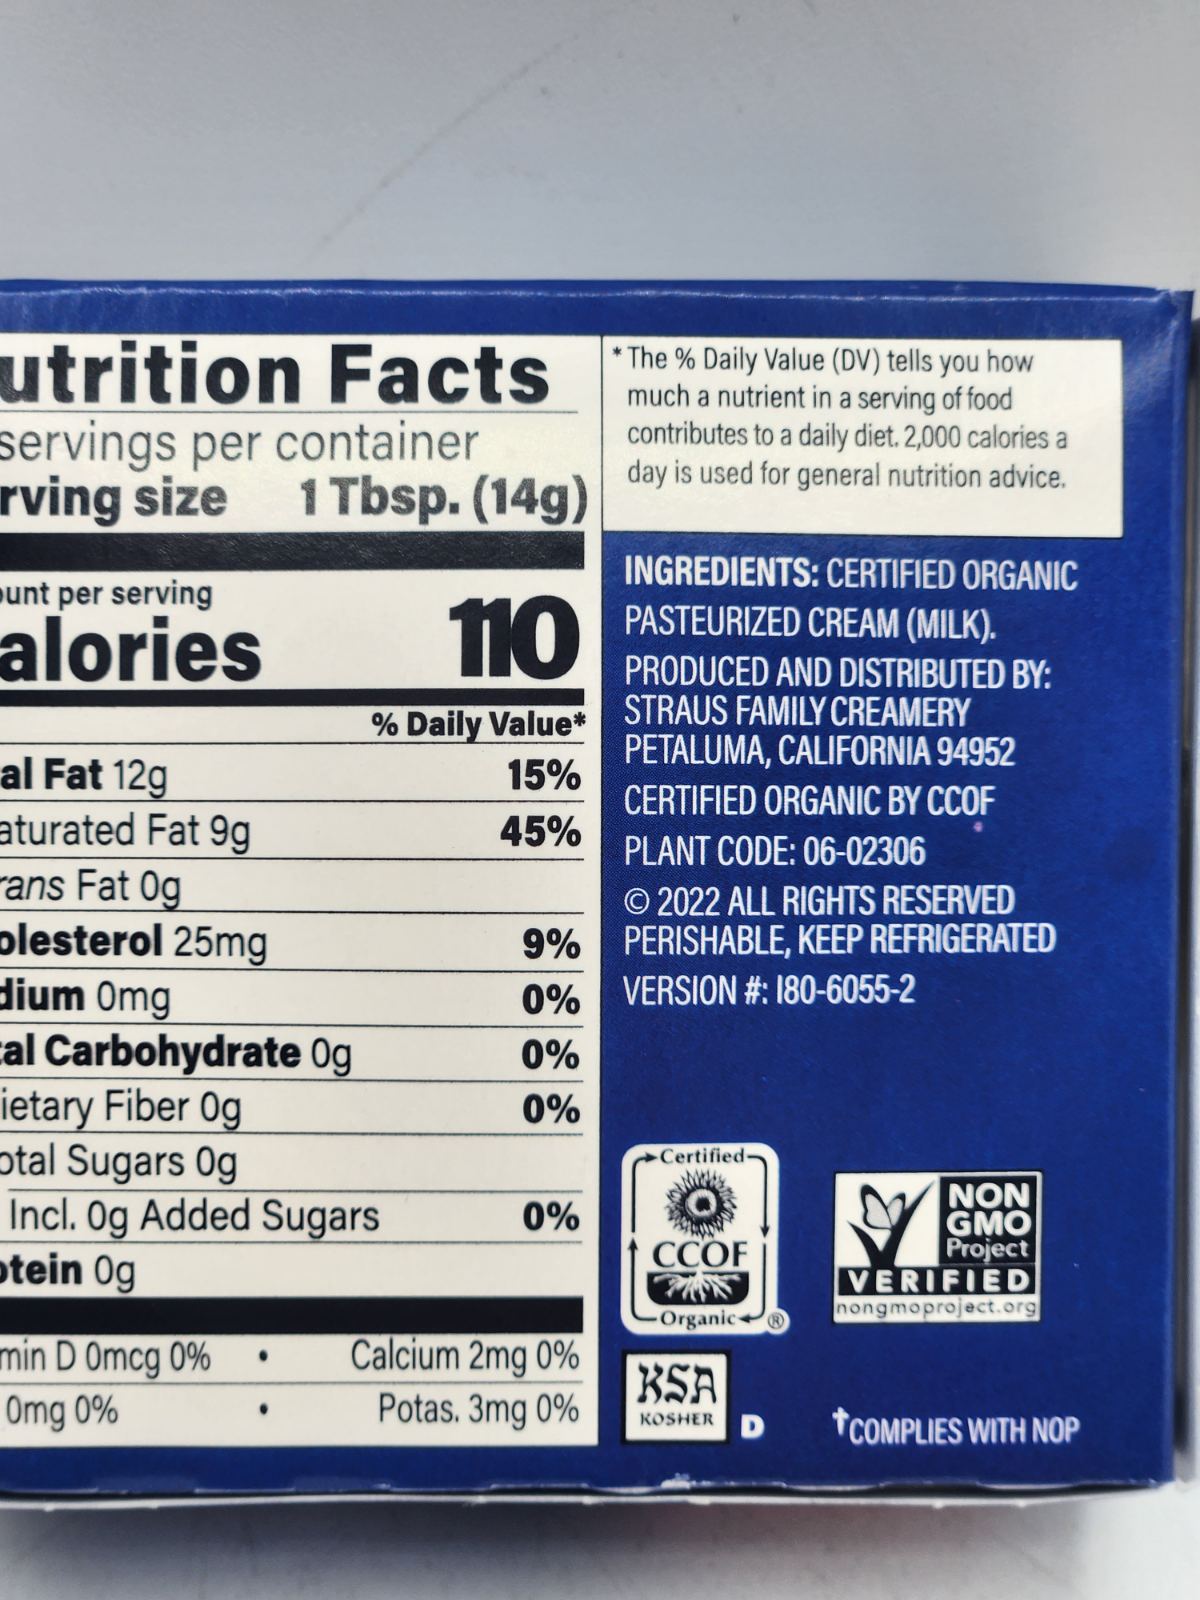 utrition Facts
servings per container
rving size 1 Tbsp. (14g)
ount per serving
alories 110
% Daily Value*
al Fat 12g 15%
aturated Fat 9g 45%
rans Fat 0g
olesterol 25mg 9%
dium 0mg 0%
tal Carbohydrate 0g 0%
ietary Fiber 0g 0%
otal Sugars 0g
Incl. 0g Added Sugars 0%
otein 0g
min D 0mcg 0% • Calcium 2mg 0%
0mg 0% • Potas. 3mg 0%
* The % Daily Value (DV) tells you how
much a nutrient in a serving of food
contributes to a daily diet. 2,000 calories a
day is used for general nutrition advice.
INGREDIENTS: CERTIFIED ORGANIC
PASTEURIZED CREAM (MILK).
PRODUCED AND DISTRIBUTED BY:
STRAUS FAMILY CREAMERY
PETALUMA, CALIFORNIA 94952
CERTIFIED ORGANIC BY CCOF
PLANT CODE: 06-02306
© 2022 ALL RIGHTS RESERVED
PERISHABLE, KEEP REFRIGERATED
VERSION #: I80-6055-2
Certified
CCOF
Organic ®
NON
GMO
Project
VERIFIED
nongmoproject.org
KSA
KOSHER D
†COMPLIES WITH NOP